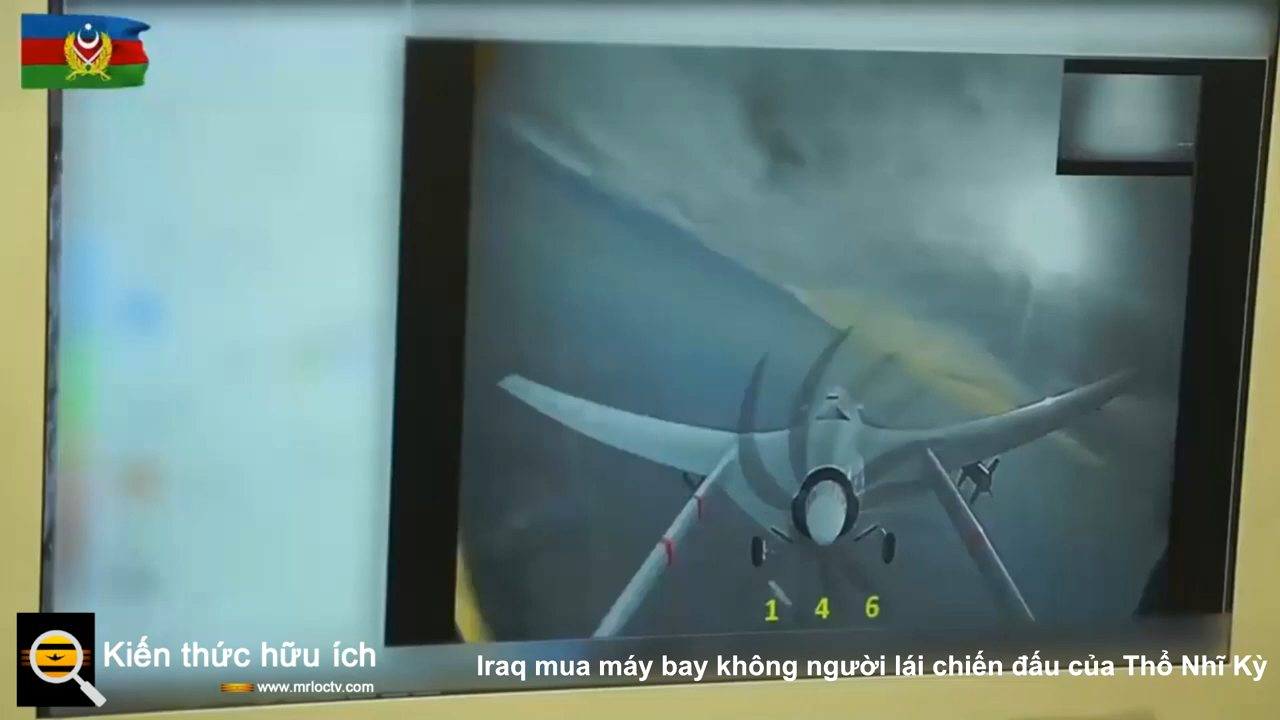 1 4 6
Kiến thức hữu ích
www.mrloctv.com
Iraq mua máy bay không người lái chiến đấu của Thổ Nhĩ Kỳ